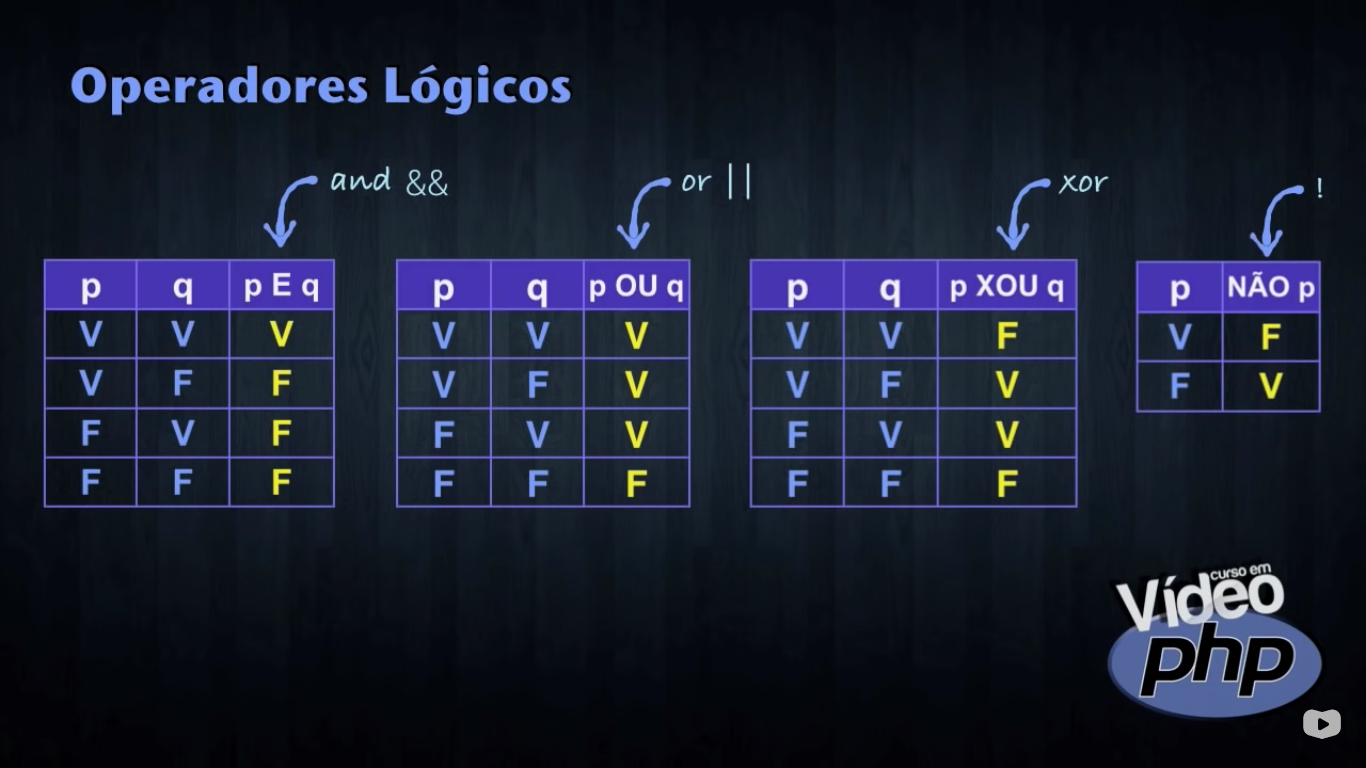 Operadores Lógicos
and && or || xor !
p q p E q p q p OU q p q p XOU q p NÃO p
V V V V V V V V F V F
V F F V F V V F V F V
F V F F V V F V V
F F F F F F F F F
curso em
Vídeo
php